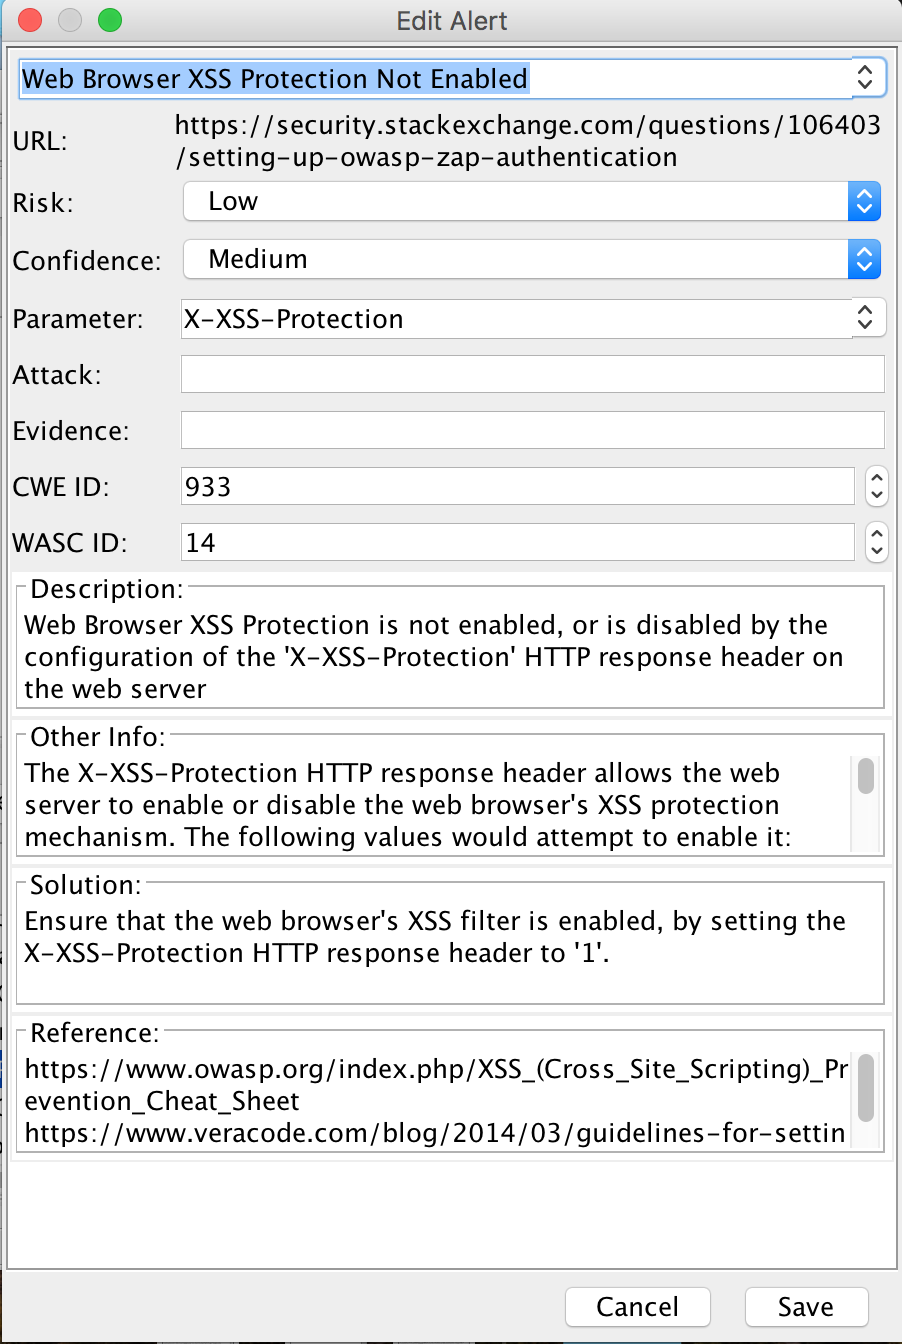 Edit Alert
Web Browser XSS Protection Not Enabled
URL:
https://security.stackexchange.com/questions/106403
/setting-up-owasp-zap-authentication
Risk:
Low
Confidence:
Medium
Parameter:
X-XSS-Protection
Attack:
Evidence:
CWE ID:
933
WASC ID:
14
Description:
Web Browser XSS Protection is not enabled, or is disabled by the
configuration of the 'X-XSS-Protection' HTTP response header on
the web server
Other Info:
The X-XSS-Protection HTTP response header allows the web
server to enable or disable the web browser's XSS protection
mechanism. The following values would attempt to enable it:
Solution:
Ensure that the web browser's XSS filter is enabled, by setting the
X-XSS-Protection HTTP response header to '1'.
Reference:
https://www.owasp.org/index.php/XSS_(Cross_Site_Scripting)_Pr
evention_Cheat_Sheet
https://www.veracode.com/blog/2014/03/guidelines-for-settin
Cancel
Save